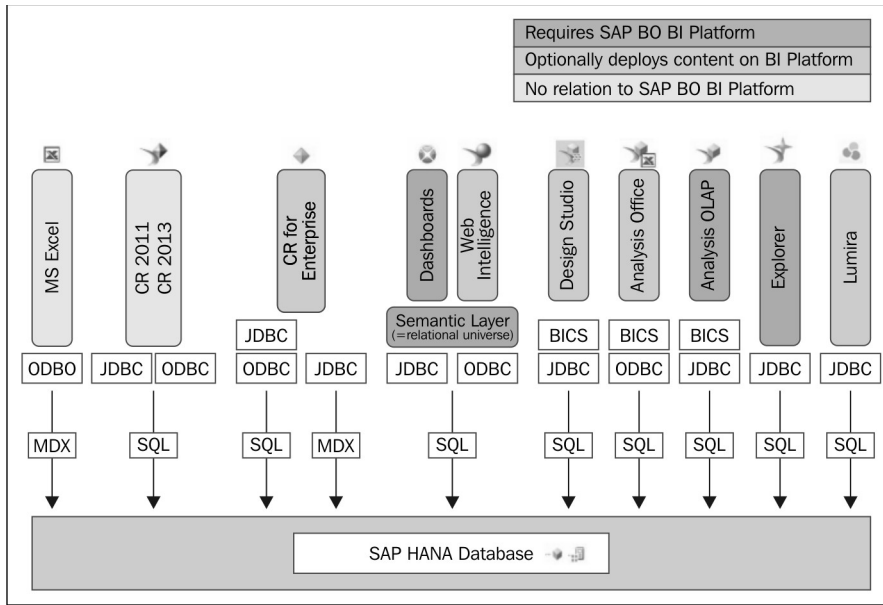 Requires SAP BO BI Platform
Optionally deploys content on BI Platform
No relation to SAP BO BI Platform
MS Excel
CR 2011
CR 2013
CR for
Enterprise
Dashboards
Web
Intelligence
Design Studio
Analysis Office
Analysis OLAP
Explorer
Lumira
Semantic Layer
(=relational universe)
JDBC
BICS
BICS
BICS
ODBO
JDBC
ODBC
ODBC
JDBC
JDBC
ODBC
JDBC
ODBC
JDBC
JDBC
JDBC
MDX
SQL
SQL
MDX
SQL
SQL
SQL
SQL
SQL
SQL
SAP HANA Database